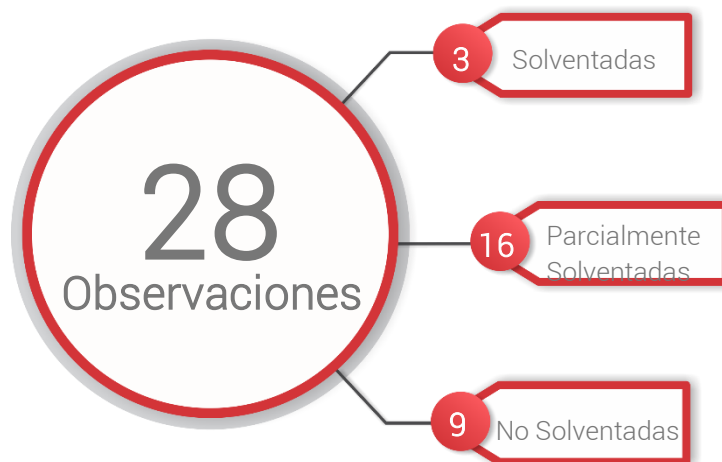 28
Observaciones
3
Solventadas
16
Parcialmente
Solventadas
9
No Solventadas